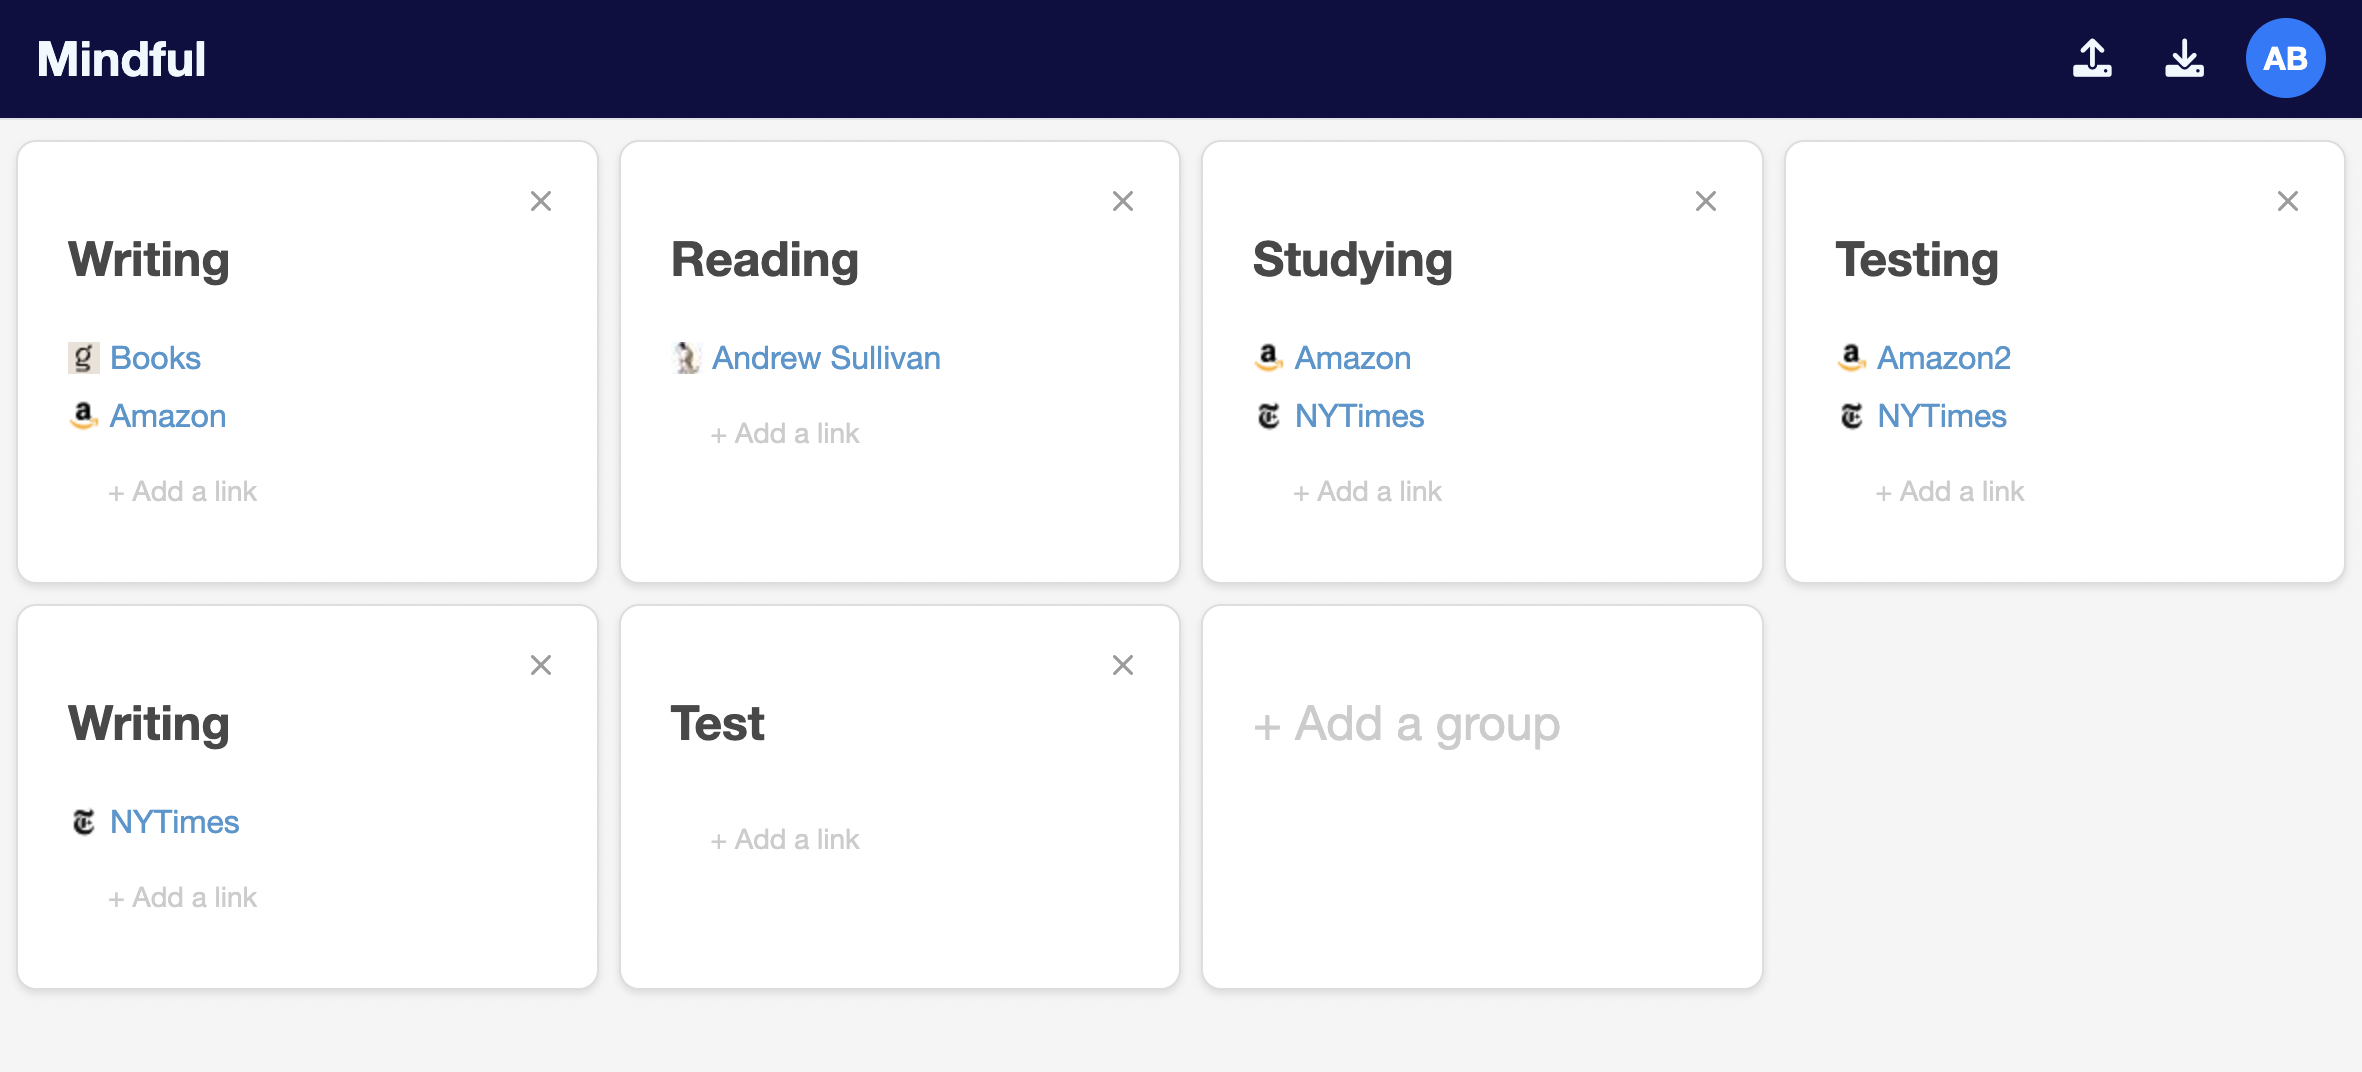 Mindful
AB
Writing
Books
Amazon
+ Add a link
Reading
Andrew Sullivan
+ Add a link
Studying
Amazon
NYTimes
+ Add a link
Testing
Amazon2
NYTimes
+ Add a link
Writing
NYTimes
+ Add a link
Test
+ Add a link
+ Add a group